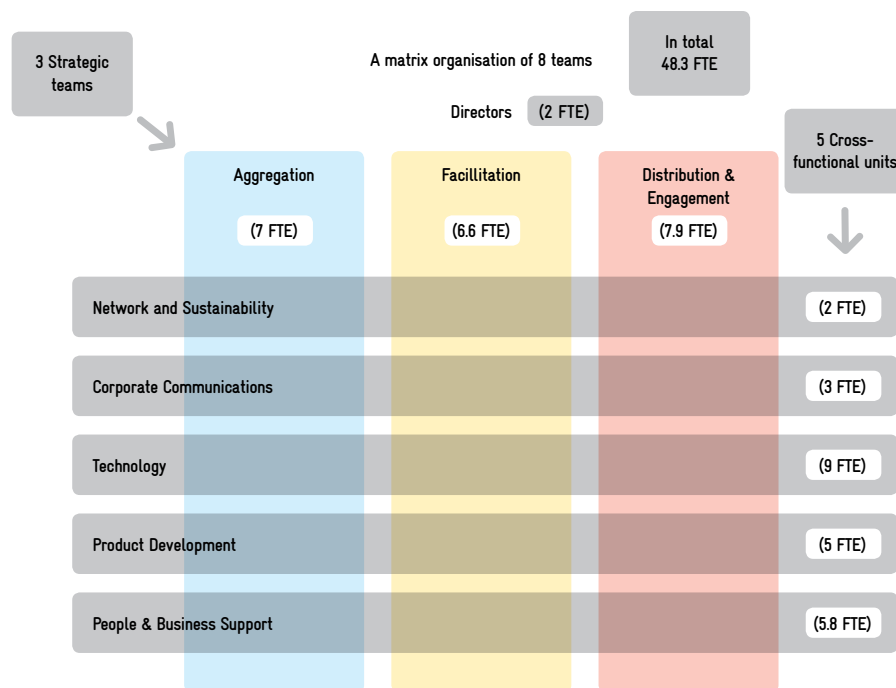 3 Strategic
teams
A matrix organisation of 8 teams
In total
48.3 FTE
Directors
(2 FTE)
5 Cross-
functional units
Aggregation
(7 FTE)
Facillitation
(6.6 FTE)
Distribution &
Engagement
(7.9 FTE)
Network and Sustainability
(2 FTE)
Corporate Communications
(3 FTE)
Technology
(9 FTE)
Product Development
(5 FTE)
People & Business Support
(5.8 FTE)